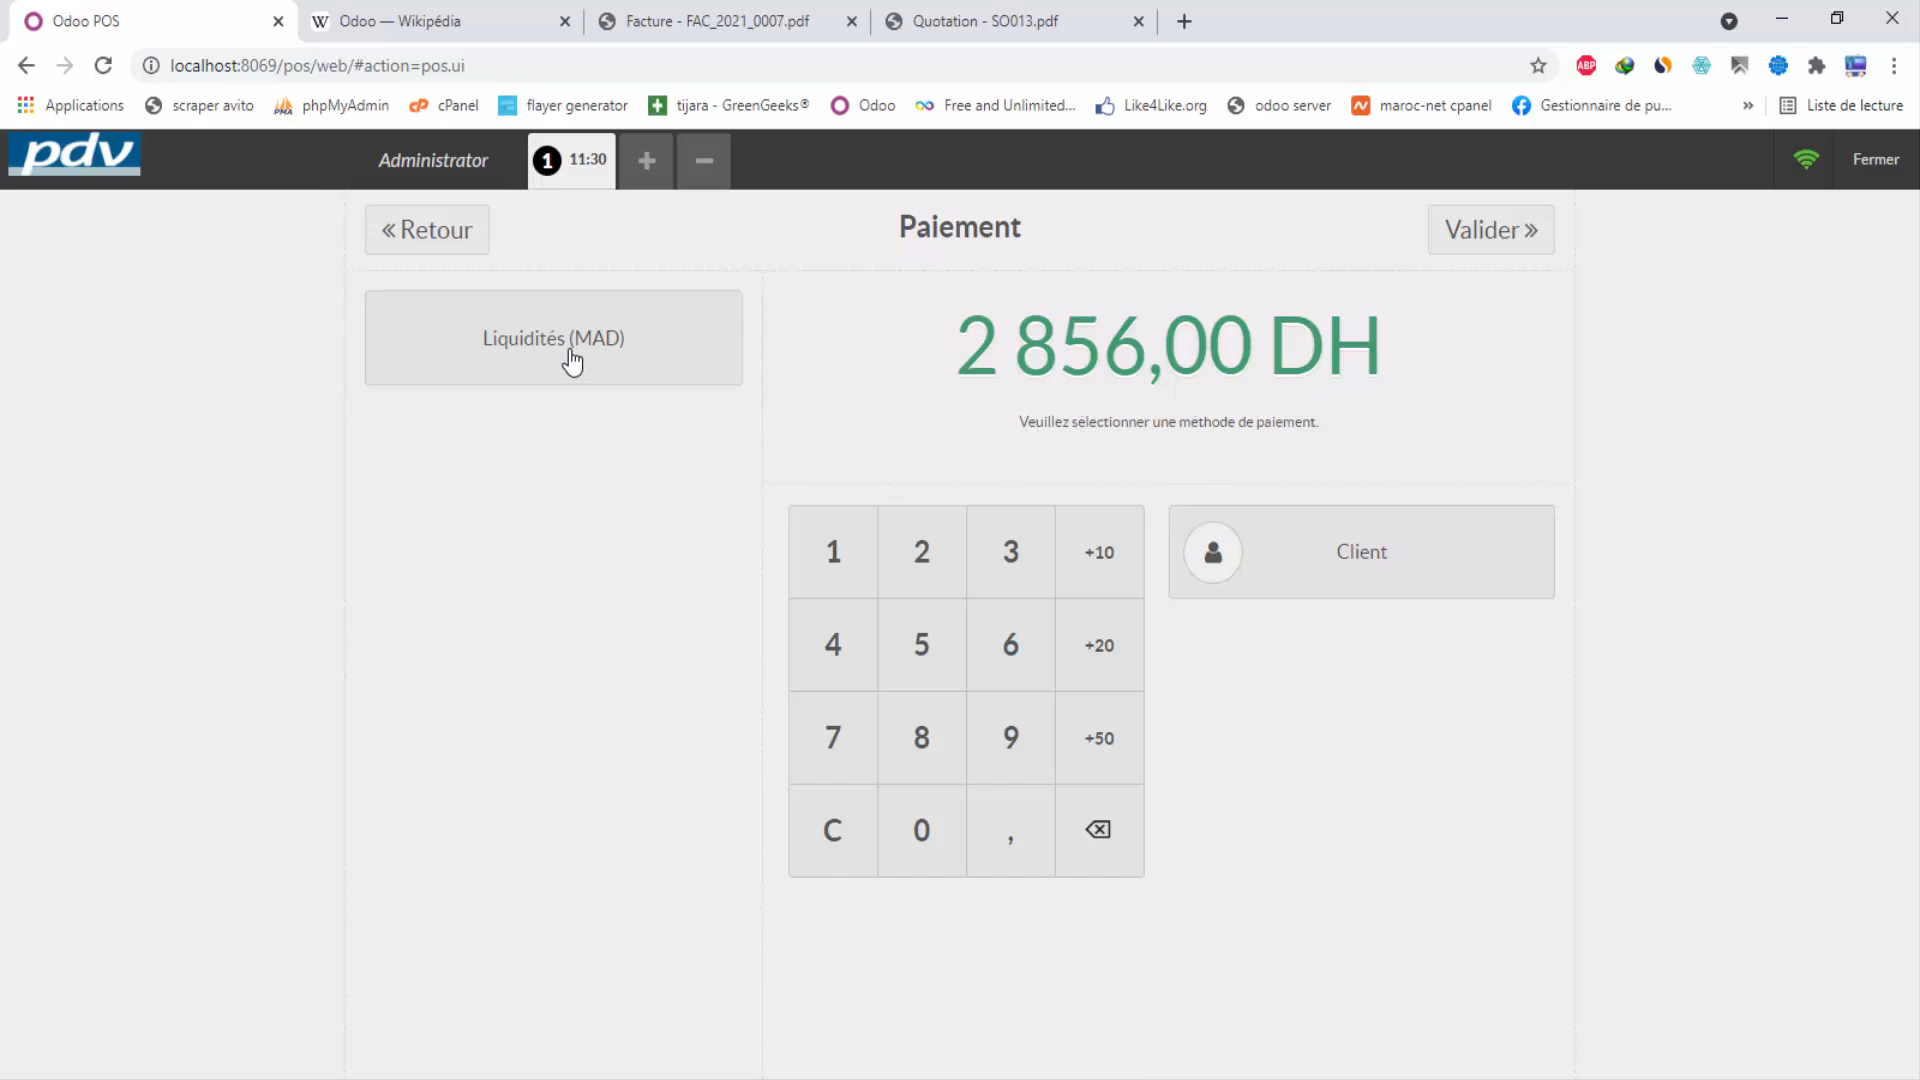 Odoo POS
Odoo — Wikipédia
Facture - FAC_2021_0007.pdf
Quotation - SO013.pdf
localhost:8069/pos/web/#action=pos.ui
ABP
Applications
scraper avito
phpMyAdmin
cPanel
flayer generator
tijara - GreenGeeks®
Odoo
Free and Unlimited...
Like4Like.org
odoo server
maroc-net cpanel
Gestionnaire de pu...
»
Liste de lecture
pdv
Administrator
1 11:30
+
−
Fermer
« Retour
Paiement
Valider »
Liquidités (MAD)
2 856,00 DH
Veuillez sélectionner une méthode de paiement.
1 2 3 +10
4 5 6 +20
7 8 9 +50
C 0 ,
Client